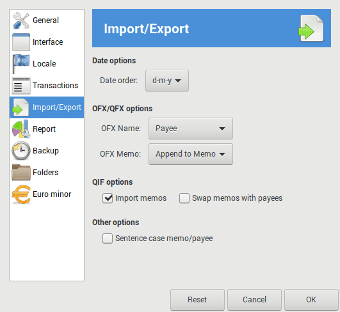 General
Interface
Locale
Transactions
Import/Export
Report
Backup
Folders
Euro minor
Import/Export
Date options
Date order: d-m-y
OFX/QFX options
OFX Name: Payee
OFX Memo: Append to Memo
QIF options
Import memos Swap memos with payees
Other options
Sentence case memo/payee
Reset Cancel OK